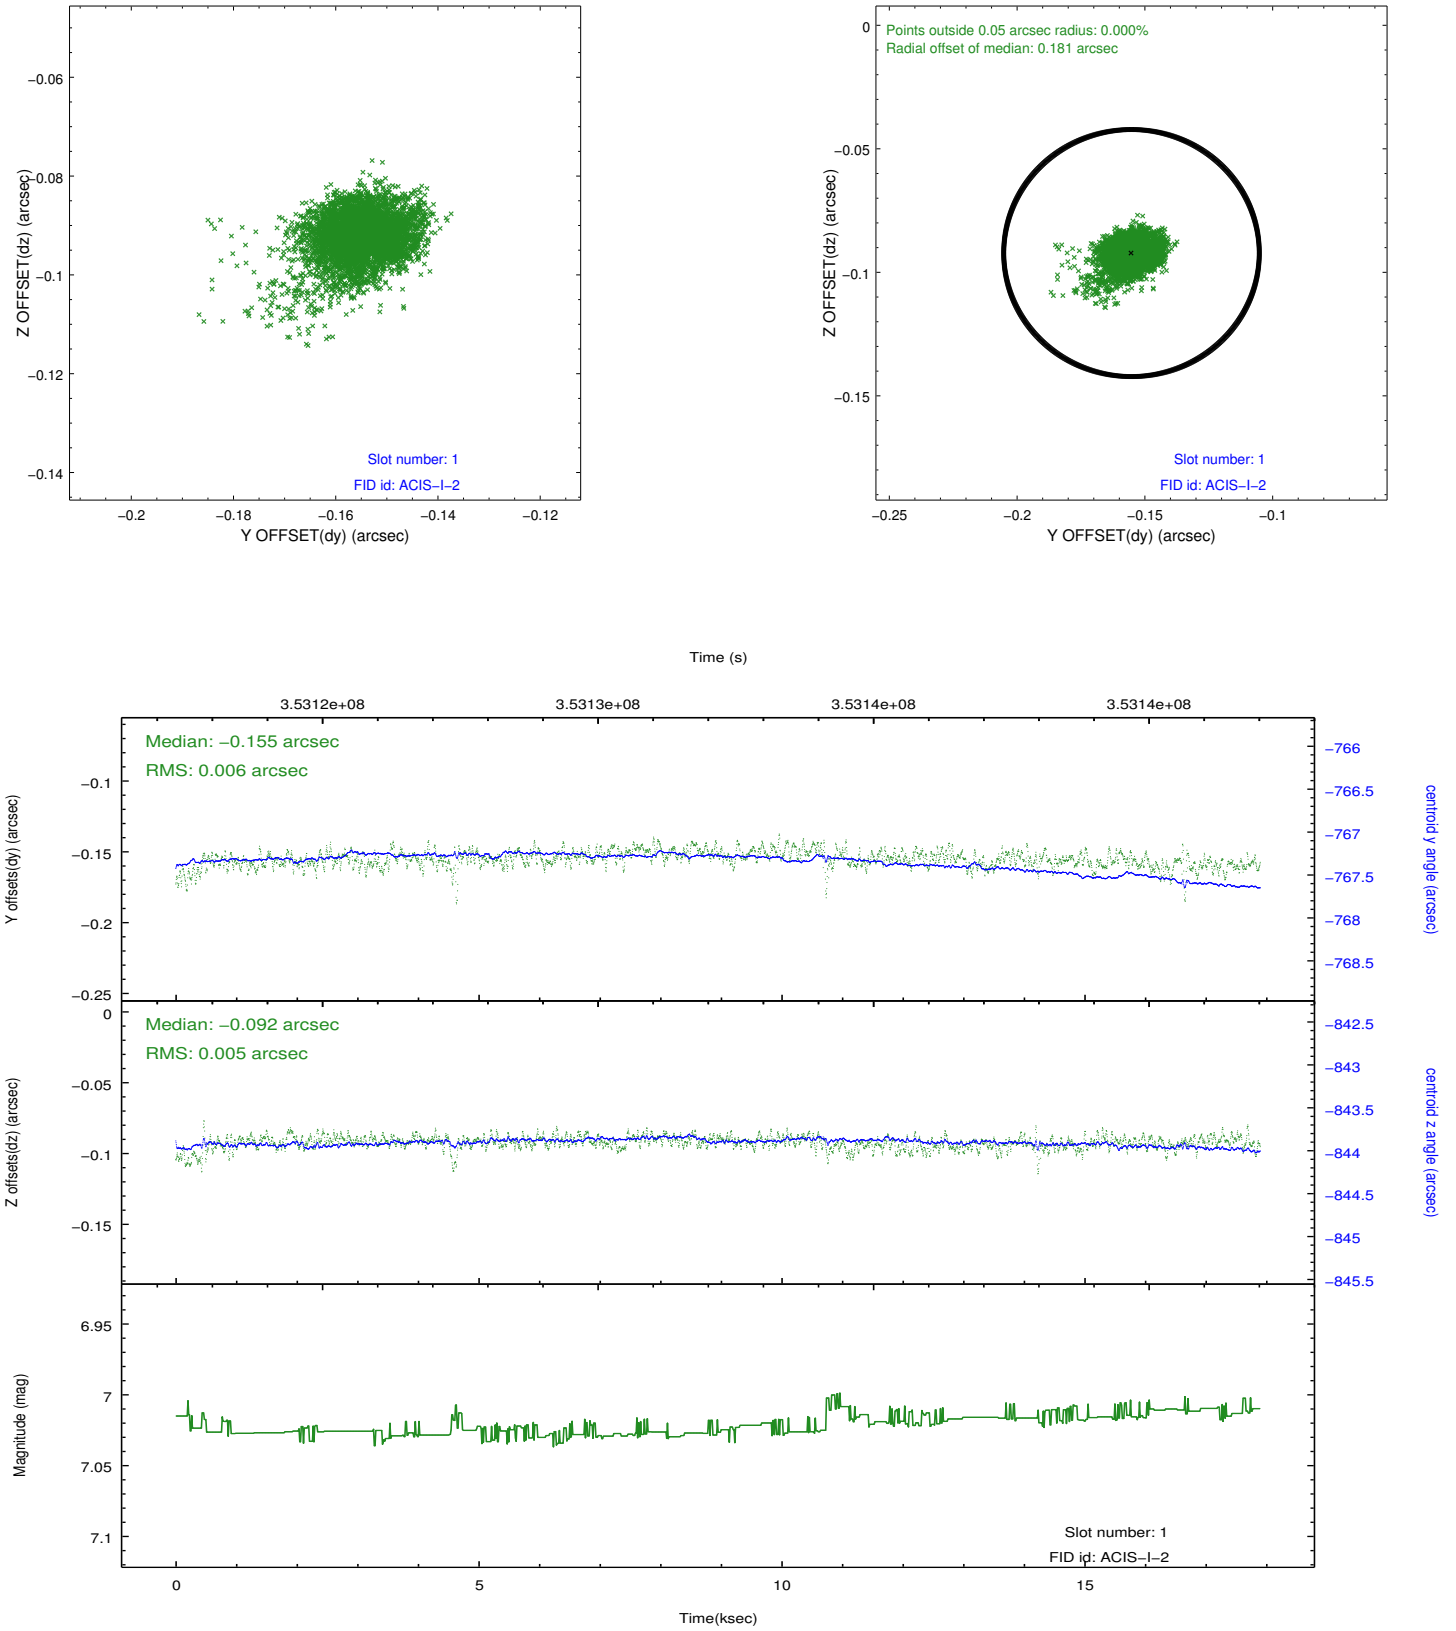 −0.06
−0.08
−0.1
−0.12
−0.14
Z OFFSET(dz) (arcsec)
Slot number: 1
FID id: ACIS−I−2
−0.2
−0.18
−0.16
−0.14
−0.12
Y OFFSET(dy) (arcsec)
Points outside 0.05 arcsec radius: 0.000%
Radial offset of median: 0.181 arcsec
0
−0.05
−0.1
−0.15
Z OFFSET(dz) (arcsec)
Slot number: 1
FID id: ACIS−I−2
−0.25
−0.2
−0.15
−0.1
Y OFFSET(dy) (arcsec)
Time (s)
3.5312e+08
3.5313e+08
3.5314e+08
3.5314e+08
Median: −0.155 arcsec
RMS: 0.006 arcsec
−0.1
−0.15
−0.2
−0.25
Y offsets(dy) (arcsec)
−766
−766.5
−767
−767.5
−768
−768.5
centroid y angle (arcsec)
Median: −0.092 arcsec
RMS: 0.005 arcsec
0
−0.05
−0.1
−0.15
Z offsets(dz) (arcsec)
−842.5
−843
−843.5
−844
−844.5
−845
−845.5
centroid z angle (arcsec)
6.95
7
7.05
7.1
Magnitude (mag)
Slot number: 1
FID id: ACIS−I−2
0
5
10
15
Time(ksec)